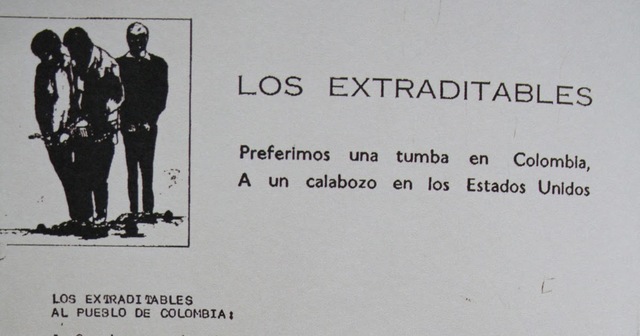 LOS EXTRADITABLES
Preferimos una tumba en Colombia,
A un calabozo en los Estados Unidos
LOS EXTRADITABLES
AL PUEBLO DE COLOMBIA: